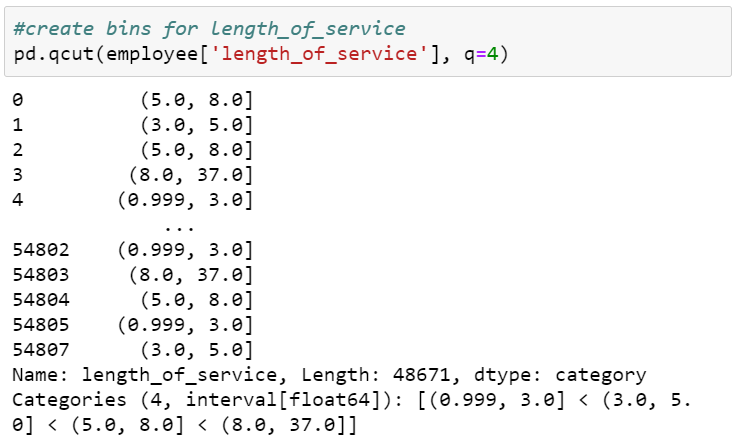 #create bins for length_of_service
pd.qcut(employee['length_of_service'], q=4)
0          (5.0, 8.0]
1          (3.0, 5.0]
2          (5.0, 8.0]
3         (8.0, 37.0]
4        (0.999, 3.0]
             ...
54802    (0.999, 3.0]
54803     (8.0, 37.0]
54804      (5.0, 8.0]
54805    (0.999, 3.0]
54807      (3.0, 5.0]
Name: length_of_service, Length: 48671, dtype: category
Categories (4, interval[float64]): [(0.999, 3.0] < (3.0, 5.
0] < (5.0, 8.0] < (8.0, 37.0]]